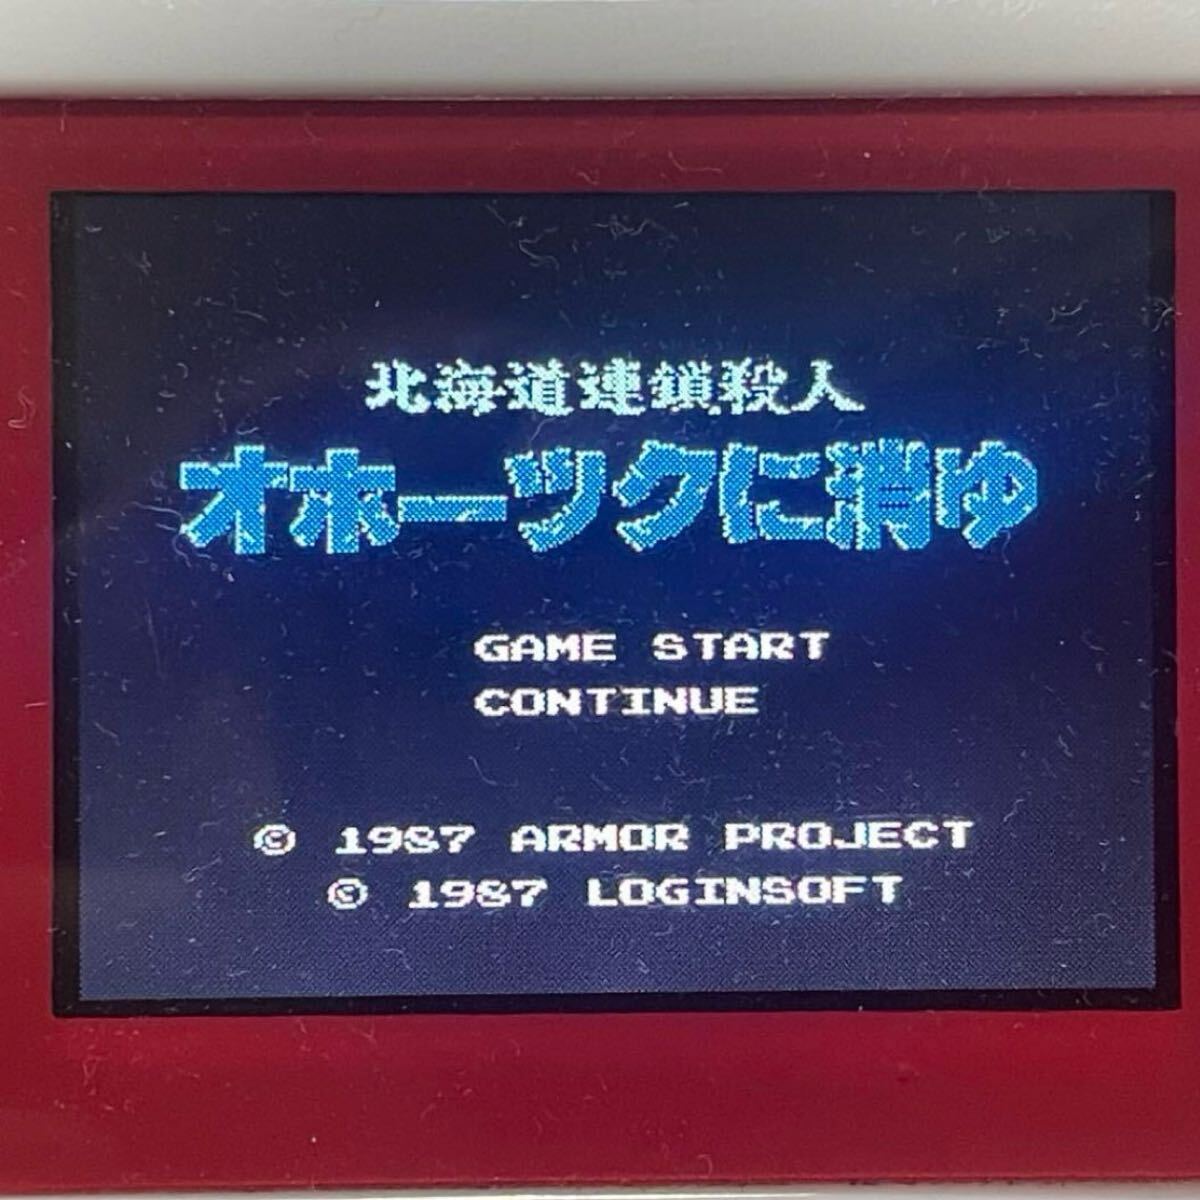 北海道連鎖殺人
オホーツクに消ゆ
GAME START
CONTINUE
© 1987 ARMOR PROJECT
© 1987 LOGINSOFT